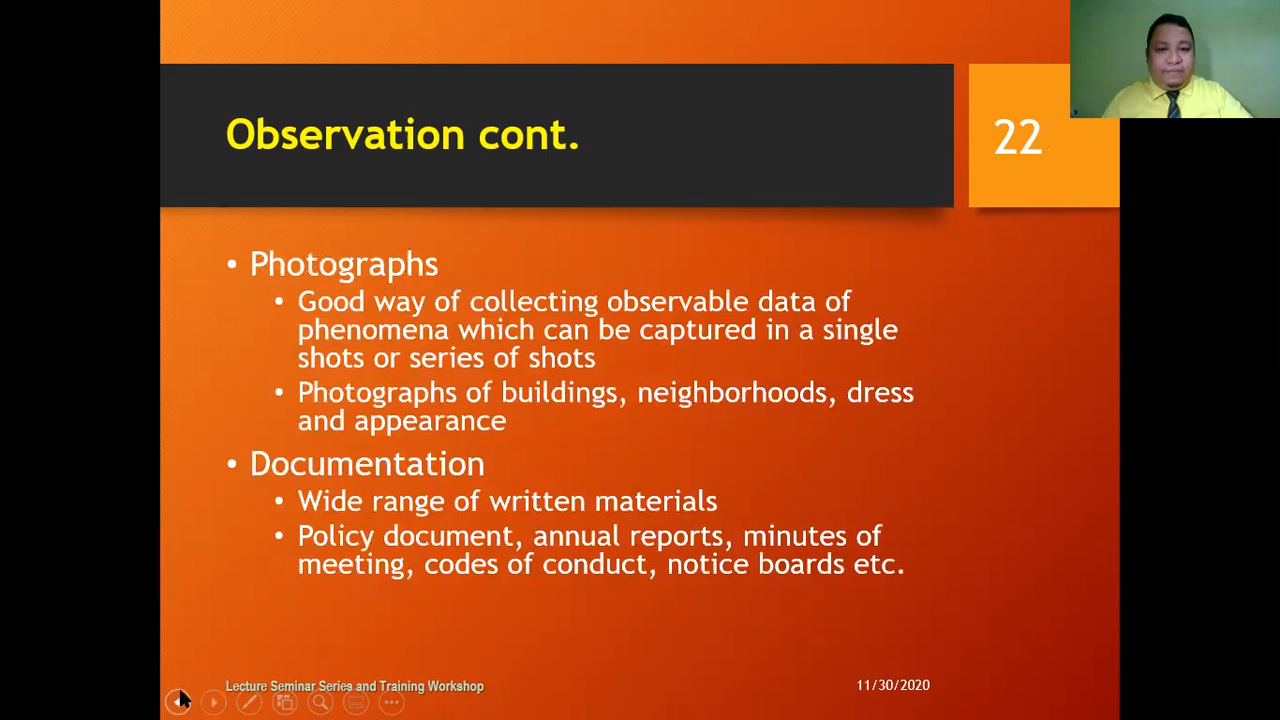 Observation cont.
22
• Photographs
• Good way of collecting observable data of
phenomena which can be captured in a single
shots or series of shots
• Photographs of buildings, neighborhoods, dress
and appearance
• Documentation
• Wide range of written materials
• Policy document, annual reports, minutes of
meeting, codes of conduct, notice boards etc.
Lecture Seminar Series and Training Workshop
11/30/2020